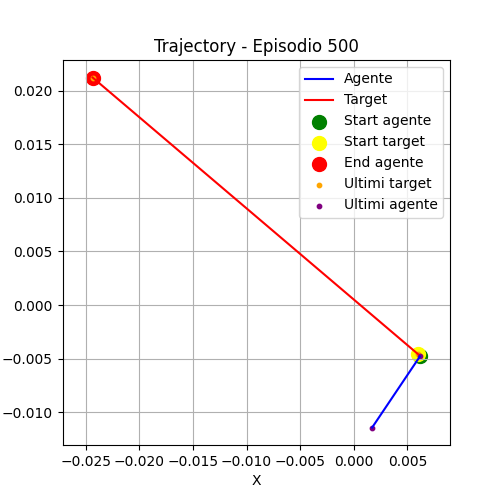 Trajectory - Episodio 500
Agente
Target
Start agente
Start target
End agente
Ultimi target
Ultimi agente
0.020
0.015
0.010
0.005
0.000
−0.005
−0.010
−0.025 −0.020 −0.015 −0.010 −0.005 0.000 0.005
X